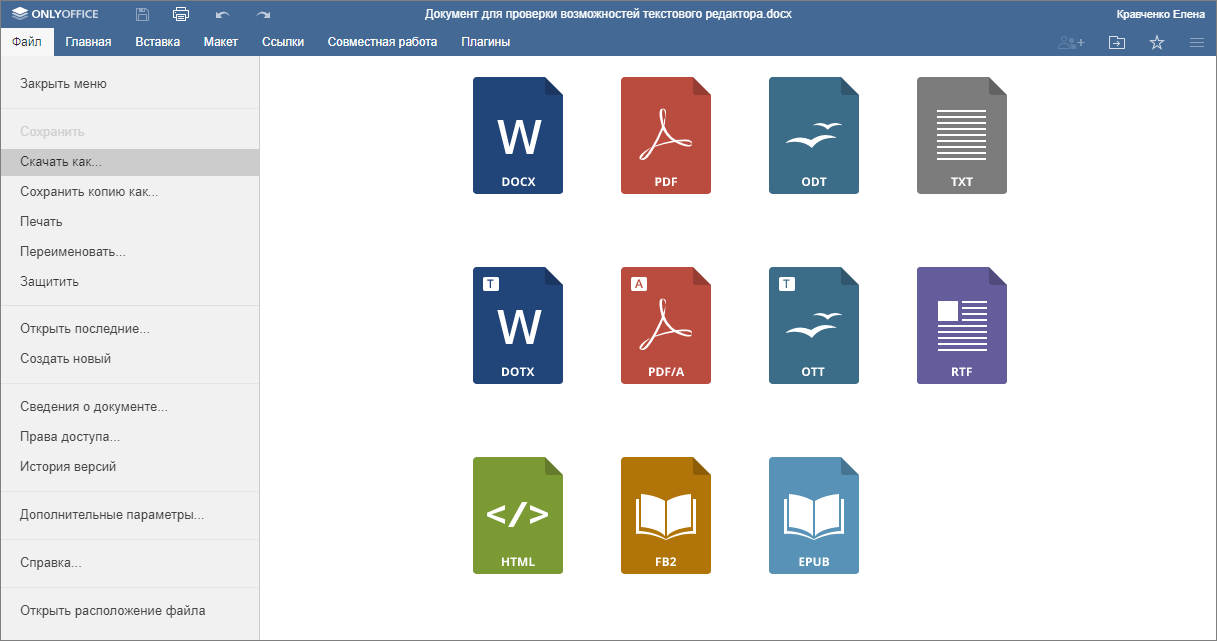 ONLYOFFICE
Документ для проверки возможностей текстового редактора.docx
Кравченко Елена
Файл Главная Вставка Макет Ссылки Совместная работа Плагины
Закрыть меню
Сохранить
Скачать как...
Сохранить копию как...
Печать
Переименовать...
Защитить
Открыть последние...
Создать новый
Сведения о документе...
Права доступа...
История версий
Дополнительные параметры...
Справка...
Открыть расположение файла
W
DOCX
PDF
ODT
TXT
T
W
DOTX
A
PDF/A
T
OTT
RTF
</>
HTML
FB2
EPUB